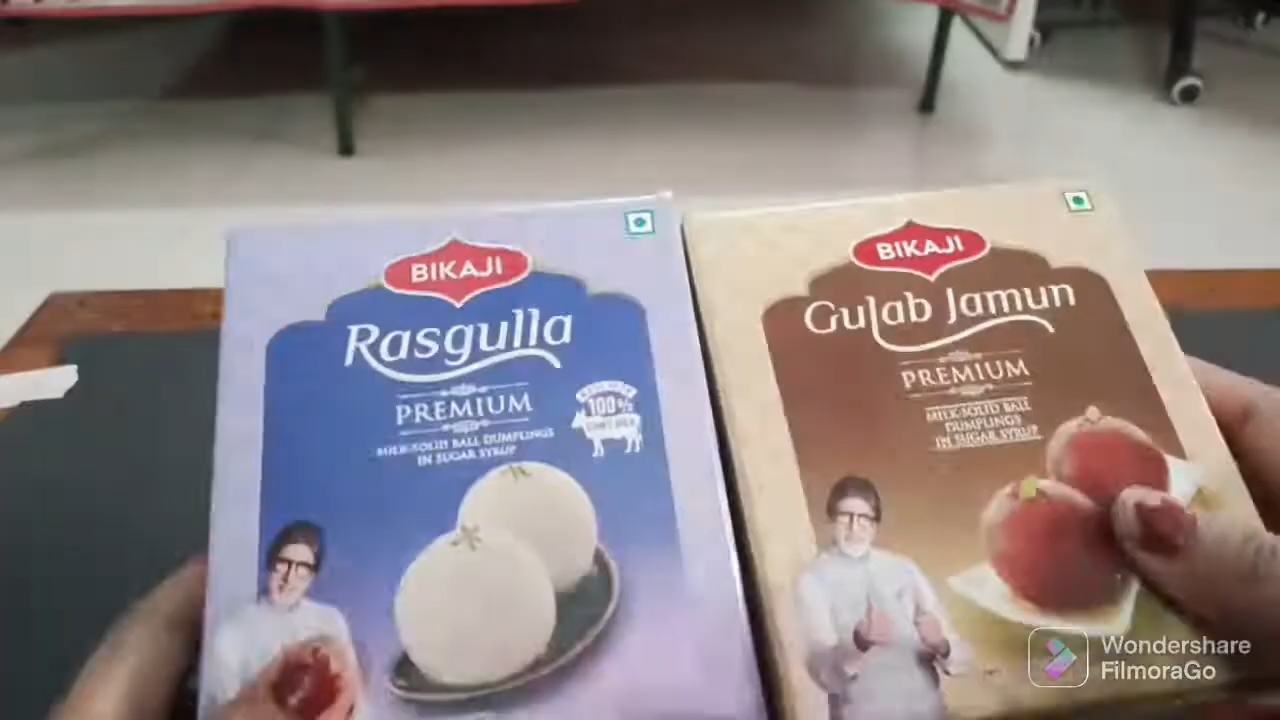 BIKAJI
Rasgulla
PREMIUM
MILK-SOLID BALL DUMPLINGS
IN SUGAR SYRUP
100%
BIKAJI
Gulab Jamun
PREMIUM
MILK-SOLID BALL
DUMPLINGS
IN SUGAR SYRUP
Wondershare
FilmoraGo